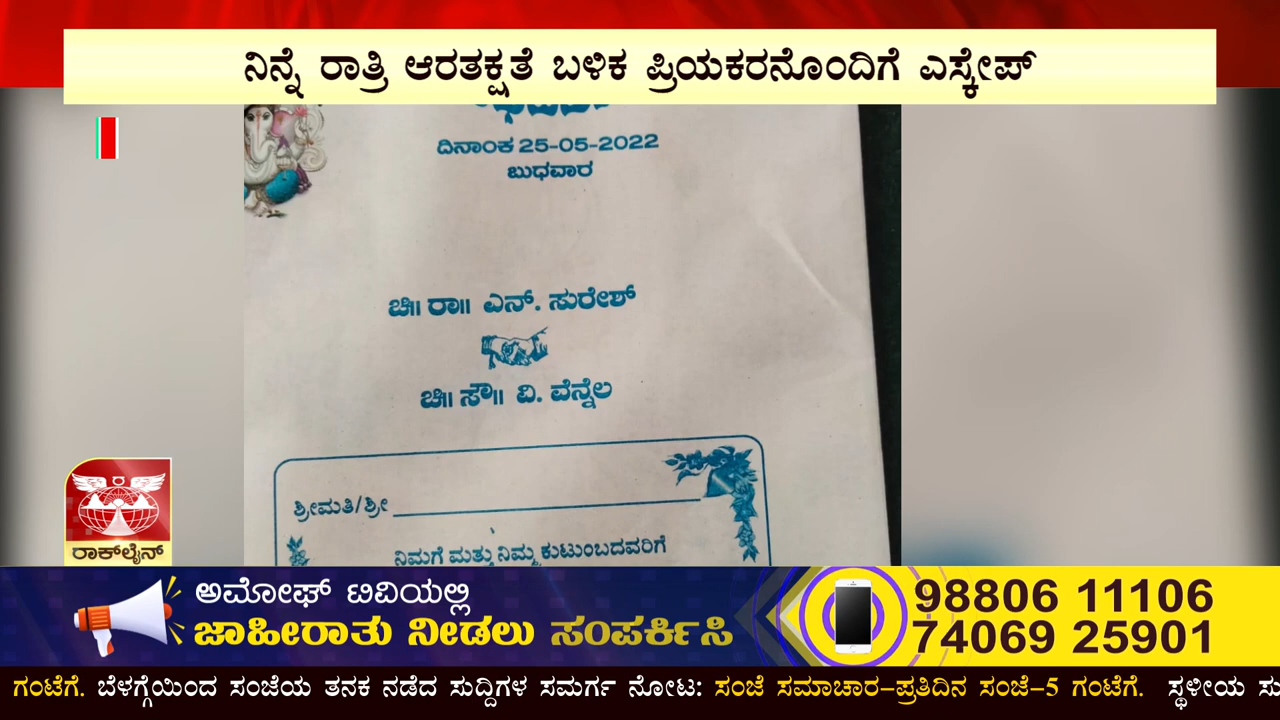 ನಿನ್ನೆ ರಾತ್ರಿ ಆರತಕ್ಷತೆ ಬಳಿಕ ಪ್ರಿಯಕರನೊಂದಿಗೆ ಎಸ್ಕೇಪ್
ದಿನಾಂಕ 25-05-2022
ಬುಧವಾರ
ಚಿ|| ರಾ|| ಎನ್. ಸುರೇಶ್
ಚಿ|| ಸೌ|| ವಿ. ವೆನ್ನೆಲ
ಶ್ರೀಮತಿ/ಶ್ರೀ
ನಿಮಗೆ ಮತ್ತು ನಿಮ್ಮ ಕುಟುಂಬದವರಿಗೆ
ರಾಕ್‌ಲೈನ್
ಅಮೋಘ್ ಟಿವಿಯಲ್ಲಿ
ಜಾಹೀರಾತು ನೀಡಲು ಸಂಪರ್ಕಿಸಿ
98806 11106
74069 25901
ಗಂಟೆಗೆ. ಬೆಳಗ್ಗೆಯಿಂದ ಸಂಜೆಯ ತನಕ ನಡೆದ ಸುದ್ದಿಗಳ ಸಮರ್ಗ ನೋಟ: ಸಂಜೆ ಸಮಾಚಾರ-ಪ್ರತಿದಿನ ಸಂಜೆ-5 ಗಂಟೆಗೆ. ಸ್ಥಳೀಯ ಸು